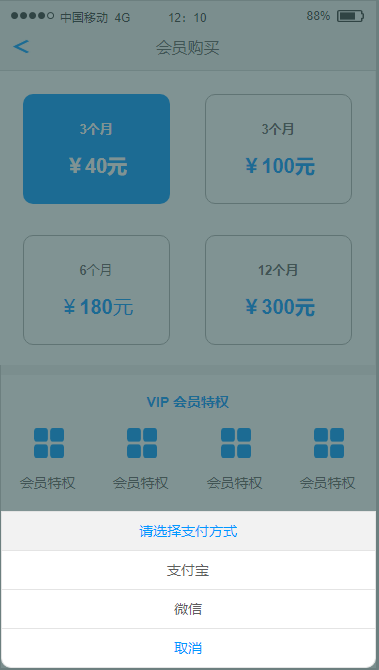 中国移动 4G 12：10 88%
<
会员购买
3个月 3个月
￥40元 ￥100元
6个月 12个月
￥180元 ￥300元
VIP 会员特权
会员特权 会员特权 会员特权 会员特权
请选择支付方式
支付宝
微信
取消